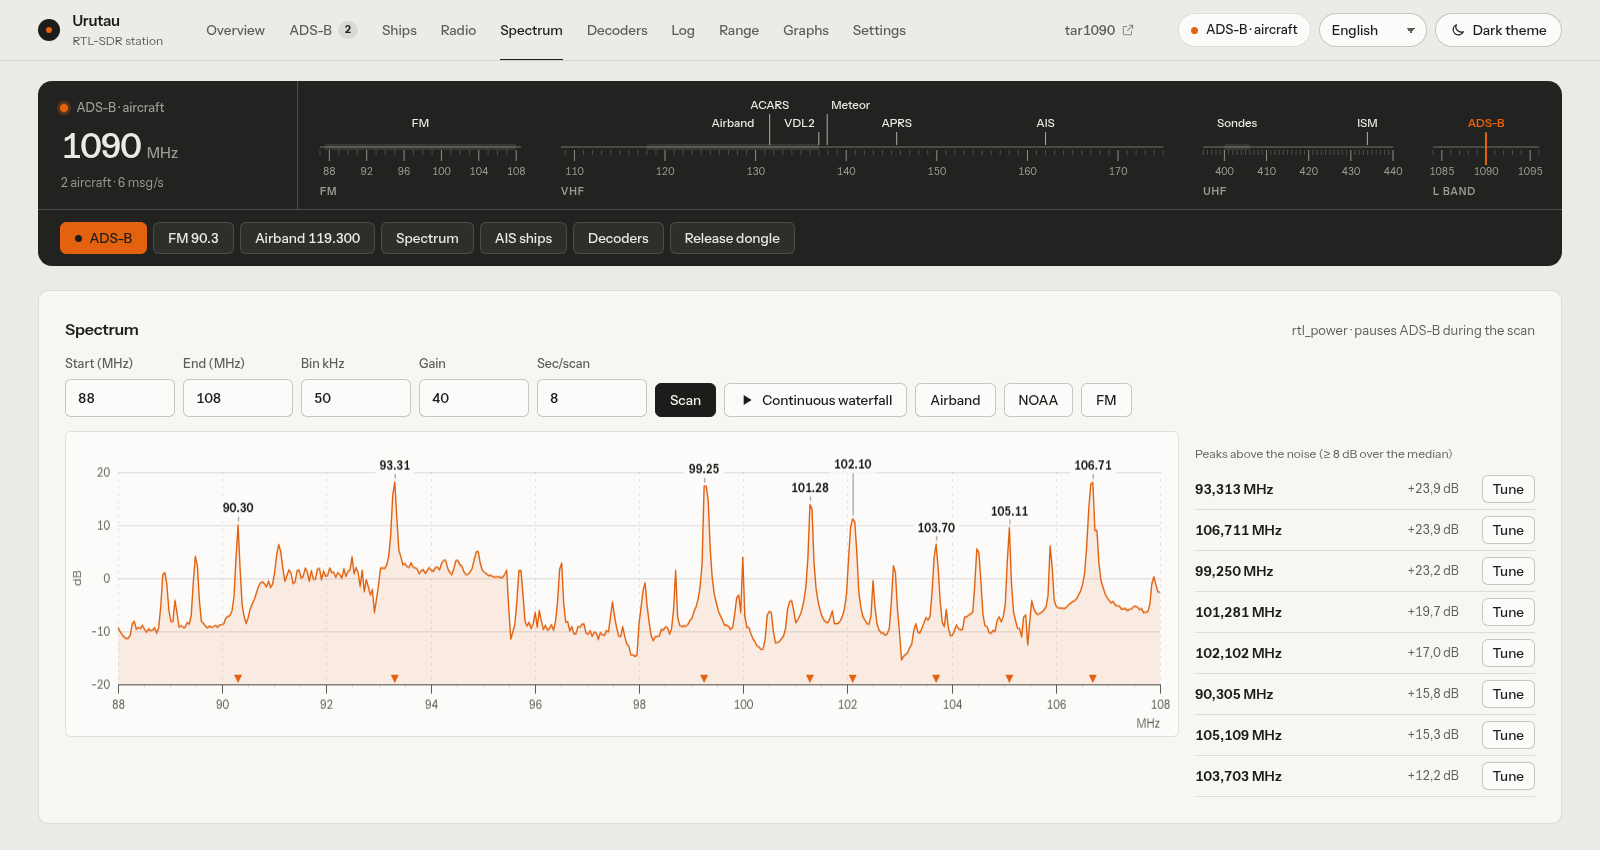 Urutau
RTL-SDR station
Overview ADS-B 2 Ships Radio Spectrum Decoders Log Range Graphs Settings
tar1090
ADS-B · aircraft
English
Dark theme
ADS-B · aircraft
1090 MHz
2 aircraft · 6 msg/s
ACARS Meteor
FM Airband VDL2 APRS AIS Sondes ISM ADS-B
88 92 96 100 104 108 110 120 130 140 150 160 170 400 410 420 430 440 1085 1090 1095
FM VHF UHF L BAND
ADS-B FM 90.3 Airband 119.300 Spectrum AIS ships Decoders Release dongle
Spectrum
rtl_power · pauses ADS-B during the scan
Start (MHz) End (MHz) Bin kHz Gain Sec/scan
88 108 50 40 8 Scan Continuous waterfall Airband NOAA FM
93.31 99.25 102.10 106.71
101.28
90.30 105.11
103.70
20
10
0
-10
-20
dB
88 90 92 94 96 98 100 102 104 106 108
MHz
Peaks above the noise (≥ 8 dB over the median)
93,313 MHz +23,9 dB Tune
106,711 MHz +23,9 dB Tune
99,250 MHz +23,2 dB Tune
101,281 MHz +19,7 dB Tune
102,102 MHz +17,0 dB Tune
90,305 MHz +15,8 dB Tune
105,109 MHz +15,3 dB Tune
103,703 MHz +12,2 dB Tune